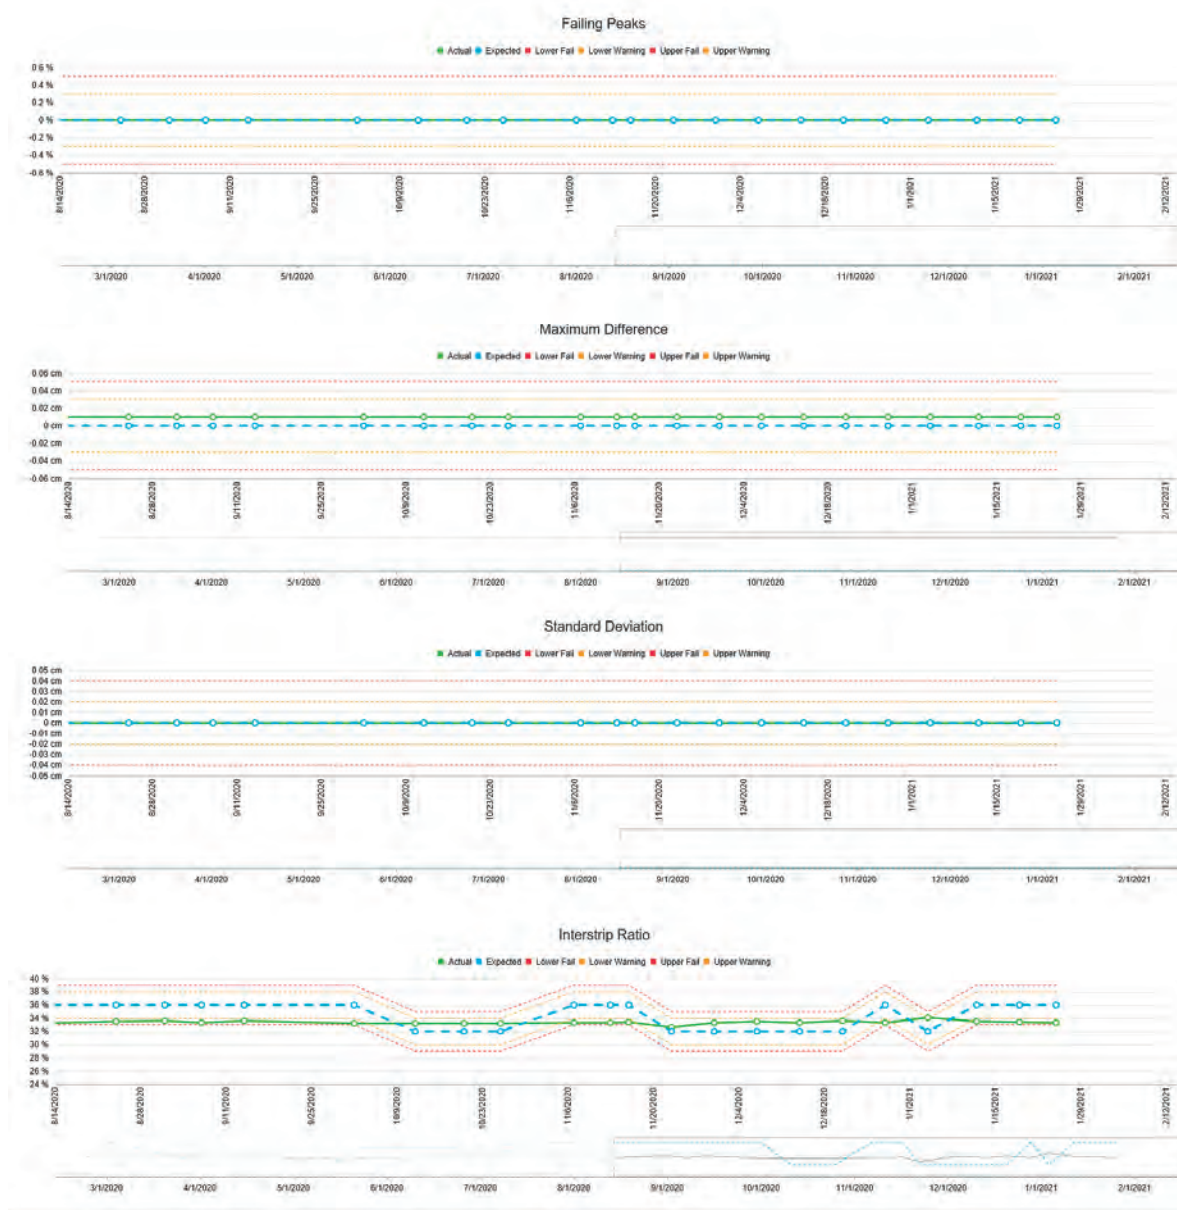 Failing Peaks
Actual Expected Lower Fail Lower Warning Upper Fail Upper Warning
0.6 %
0.4 %
0.2 %
0 %
-0.2 %
-0.4 %
-0.6 %
8/14/2020 8/28/2020 9/11/2020 9/25/2020 10/9/2020 10/23/2020 11/6/2020 11/20/2020 12/4/2020 12/18/2020 1/1/2021 1/15/2021 1/29/2021 2/12/2021
3/1/2020 4/1/2020 5/1/2020 6/1/2020 7/1/2020 8/1/2020 9/1/2020 10/1/2020 11/1/2020 12/1/2020 1/1/2021 2/1/2021
Maximum Difference
Actual Expected Lower Fail Lower Warning Upper Fail Upper Warning
0.06 cm
0.04 cm
0.02 cm
0 cm
-0.02 cm
-0.04 cm
-0.06 cm
8/14/2020 8/28/2020 9/11/2020 9/25/2020 10/9/2020 10/23/2020 11/6/2020 11/20/2020 12/4/2020 12/18/2020 1/1/2021 1/15/2021 1/29/2021 2/12/2021
3/1/2020 4/1/2020 5/1/2020 6/1/2020 7/1/2020 8/1/2020 9/1/2020 10/1/2020 11/1/2020 12/1/2020 1/1/2021 2/1/2021
Standard Deviation
Actual Expected Lower Fail Lower Warning Upper Fail Upper Warning
0.05 cm
0.04 cm
0.03 cm
0.02 cm
0.01 cm
0 cm
-0.01 cm
-0.02 cm
-0.03 cm
-0.04 cm
-0.05 cm
8/14/2020 8/28/2020 9/11/2020 9/25/2020 10/9/2020 10/23/2020 11/6/2020 11/20/2020 12/4/2020 12/18/2020 1/1/2021 1/15/2021 1/29/2021 2/12/2021
3/1/2020 4/1/2020 5/1/2020 6/1/2020 7/1/2020 8/1/2020 9/1/2020 10/1/2020 11/1/2020 12/1/2020 1/1/2021 2/1/2021
Interstrip Ratio
Actual Expected Lower Fail Lower Warning Upper Fail Upper Warning
40 %
38 %
36 %
34 %
32 %
30 %
28 %
26 %
24 %
8/14/2020 8/28/2020 9/11/2020 9/25/2020 10/9/2020 10/23/2020 11/6/2020 11/20/2020 12/4/2020 12/18/2020 1/1/2021 1/15/2021 1/29/2021 2/12/2021
3/1/2020 4/1/2020 5/1/2020 6/1/2020 7/1/2020 8/1/2020 9/1/2020 10/1/2020 11/1/2020 12/1/2020 1/1/2021 2/1/2021